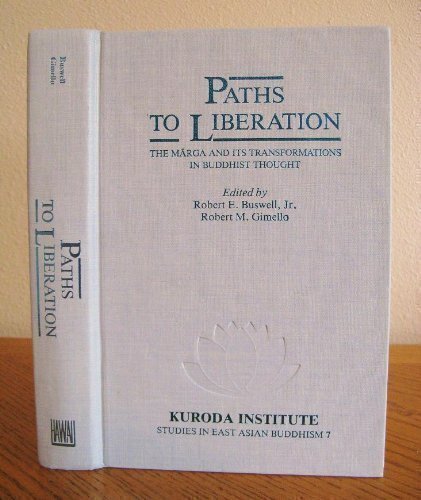 Buswell
Gimello
PATHS
TO LIBERATION
HAWAII
PATHS
TO LIBERATION
THE MĀRGA AND ITS TRANSFORMATIONS
IN BUDDHIST THOUGHT
Edited by
Robert E. Buswell, Jr.
Robert M. Gimello
KURODA INSTITUTE
STUDIES IN EAST ASIAN BUDDHISM 7